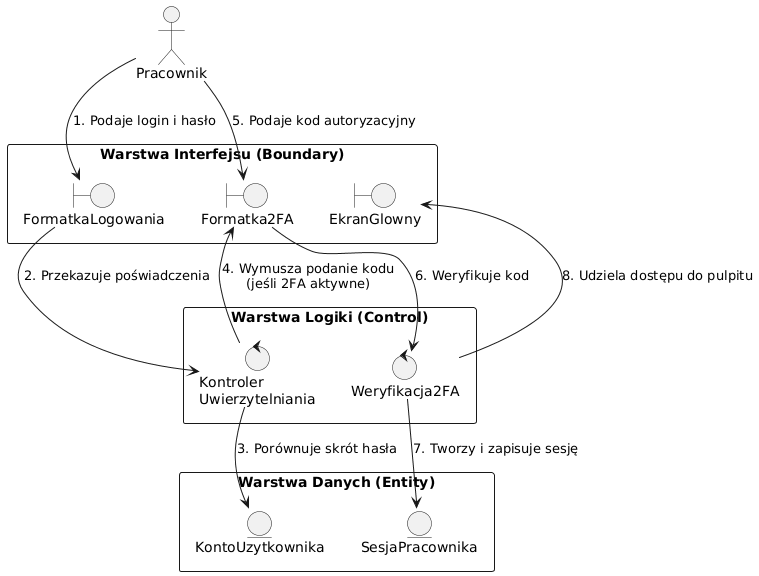 Pracownik
1. Podaje login i hasło
5. Podaje kod autoryzacyjny
Warstwa Interfejsu (Boundary)
FormatkaLogowania
Formatka2FA
EkranGlowny
2. Przekazuje poświadczenia
4. Wymusza podanie kodu
(jeśli 2FA aktywne)
6. Weryfikuje kod
8. Udziela dostępu do pulpitu
Warstwa Logiki (Control)
Kontroler
Uwierzytelniania
Weryfikacja2FA
3. Porównuje skrót hasła
7. Tworzy i zapisuje sesję
Warstwa Danych (Entity)
KontoUzytkownika
SesjaPracownika